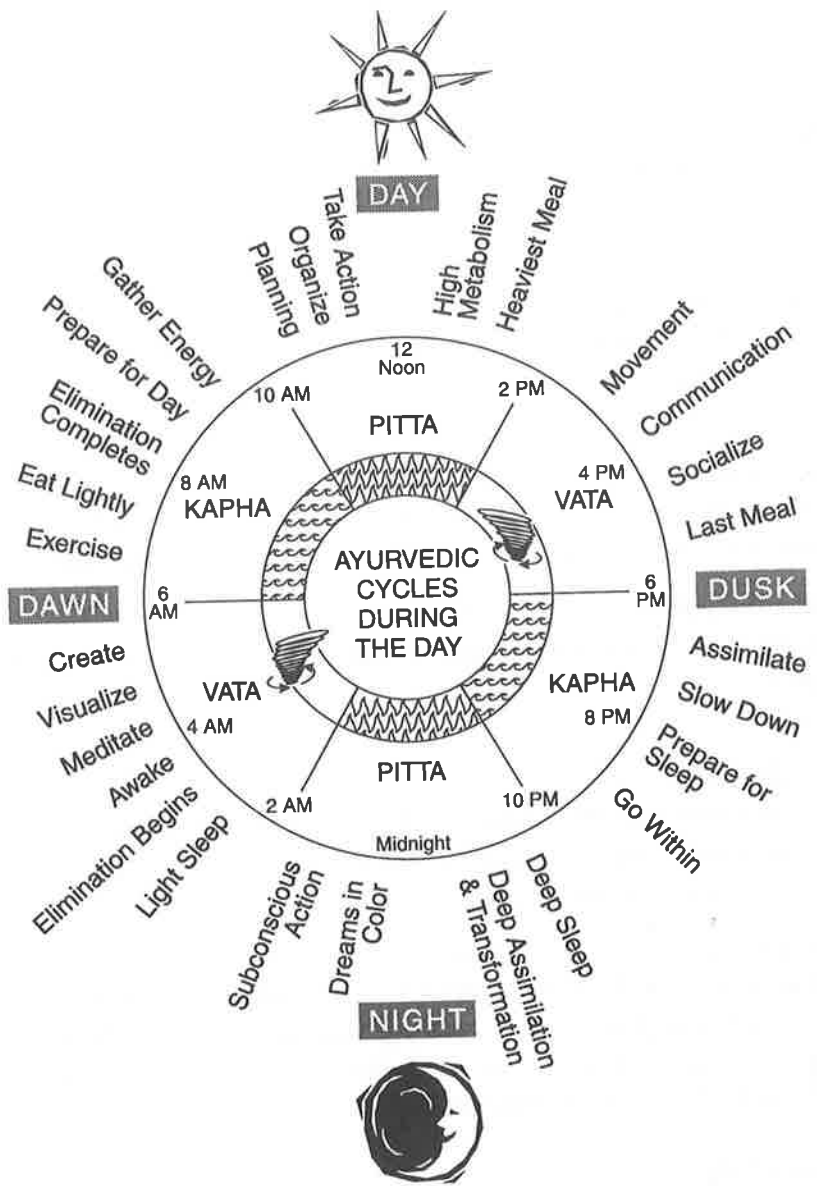 DAY
Take Action
Organize
Planning
High
Metabolism
Heaviest Meal
Gather Energy
Prepare for Day
Elimination
Completes
Eat Lightly
Exercise
Movement
Communication
Socialize
Last Meal
12
Noon
10 AM
2 PM
PITTA
8 AM
KAPHA
4 PM
VATA
DAWN
6
AM
AYURVEDIC
CYCLES
DURING
THE DAY
6
PM
DUSK
VATA
4 AM
KAPHA
8 PM
PITTA
2 AM
10 PM
Midnight
Create
Visualize
Meditate
Awake
Elimination Begins
Light Sleep
Assimilate
Slow Down
Prepare for
Sleep
Go Within
Subconscious
Action
Dreams in
Color
Deep Sleep
Deep Assimilation
& Transformation
NIGHT